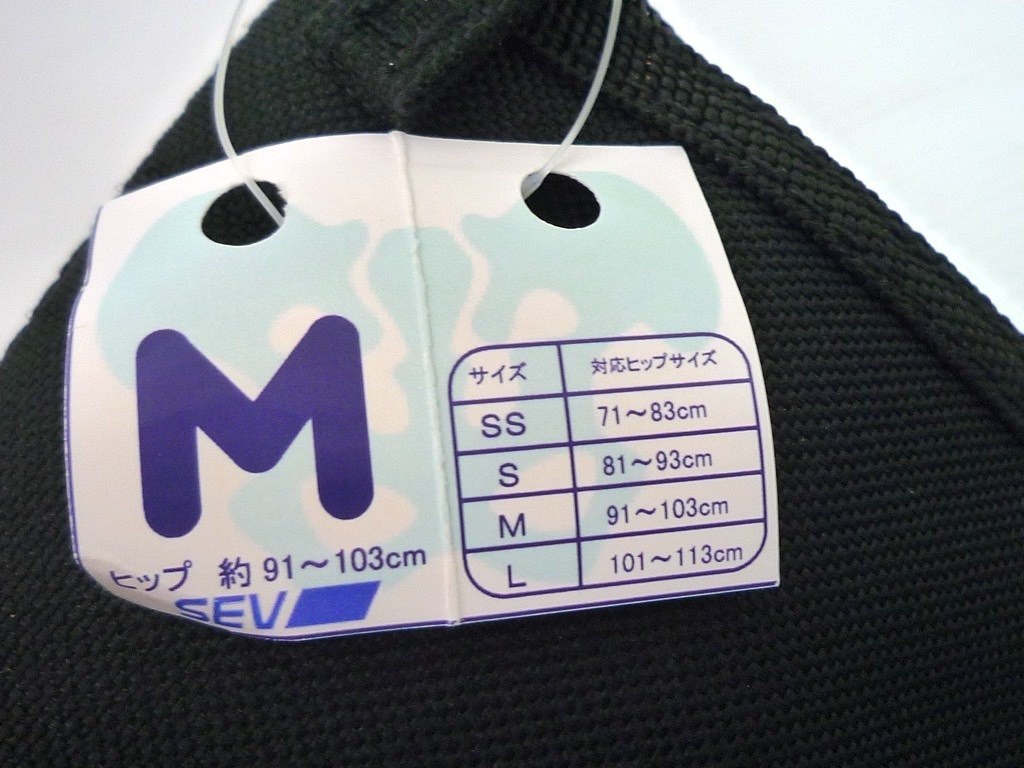 M
ヒップ 約 91～103cm
SEV
サイズ 対応ヒップサイズ
SS 71～83cm
S 81～93cm
M 91～103cm
L 101～113cm